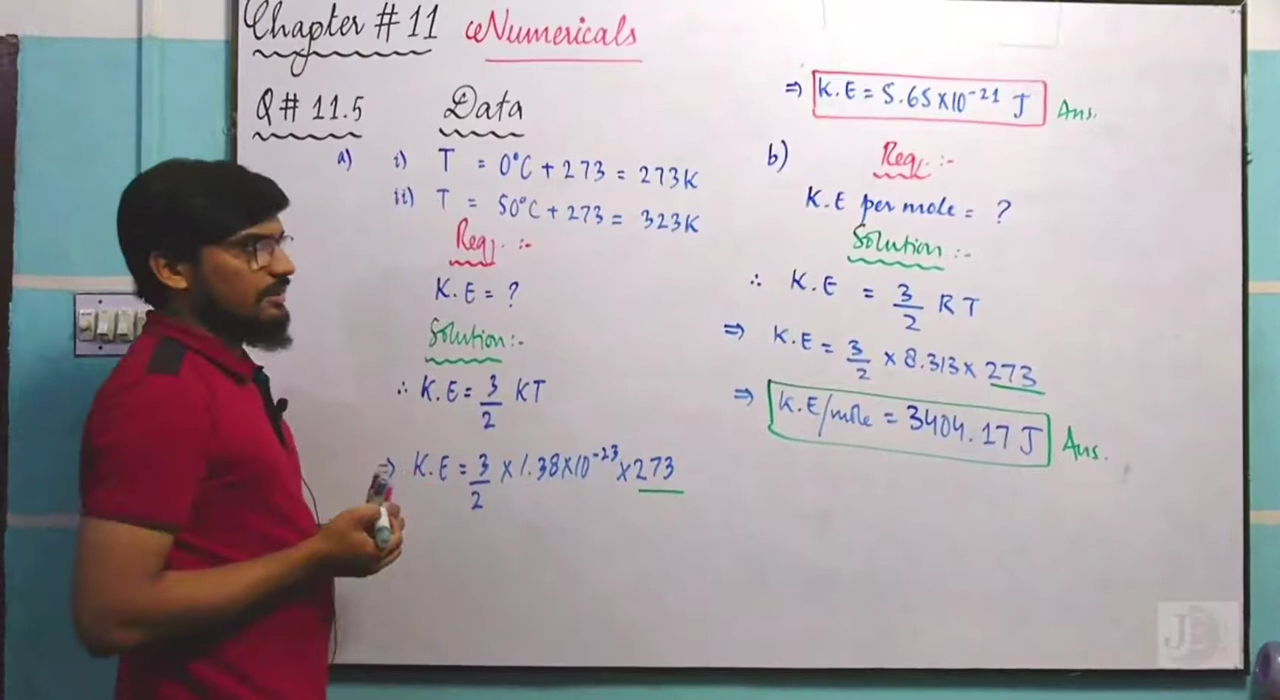 Chapter # 11 Numericals
Q# 11.5 Data
a) i) T = 0°C + 273 = 273K
ii) T = 50°C + 273 = 323K
Req. :-
K.E = ?
Solution :-
∴ K.E = 3/2 KT
⇒ K.E = 3/2 × 1.38×10⁻²³ × 273
⇒ K.E = 5.65×10⁻²¹ J Ans.
b) Req. :-
K.E per mole = ?
Solution :-
∴ K.E = 3/2 RT
⇒ K.E = 3/2 × 8.313 × 273
⇒ K.E/mole = 3404.17 J Ans.